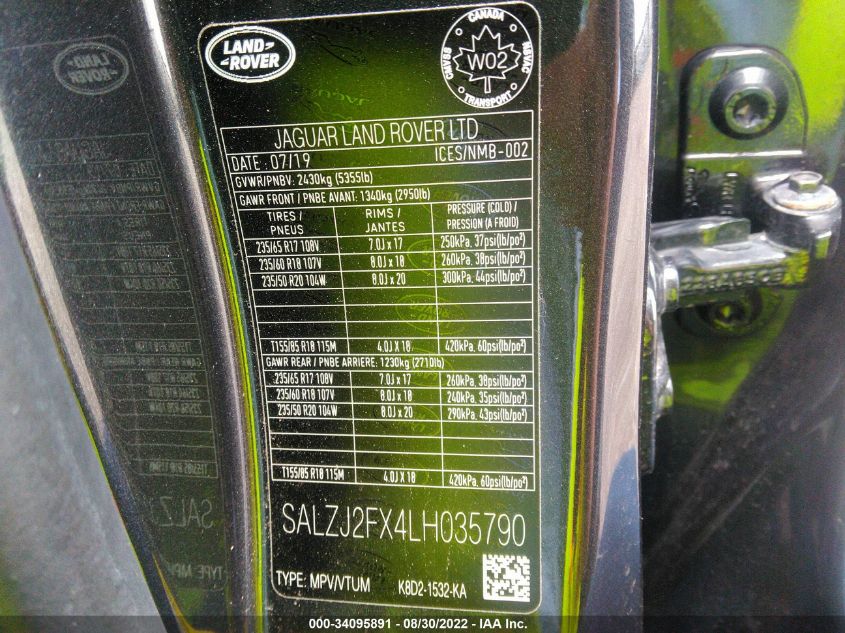 LAND
ROVER
CANADA
BRAND
W02
MBVAC
TRANSPORT
JAGUAR LAND ROVER LTD
DATE : 07/19 ICES/NMB-002
GVWR/PNBV: 2430kg (5355lb)
GAWR FRONT / PNBE AVANT: 1340kg (2950lb)
TIRES / PNEUS RIMS / JANTES PRESSURE (COLD) / PRESSION (A FROID)
235/65 R17 108V 7.0J x 17 250kPa, 37psi(lb/po²)
235/60 R18 107V 8.0J x 18 260kPa, 38psi(lb/po²)
235/50 R20 104W 8.0J x 20 300kPa, 44psi(lb/po²)
T155/85 R18 115M 4.0J X 18 420kPa, 60psi(lb/po²)
GAWR REAR / PNBE ARRIERE: 1230kg (2710lb)
235/65 R17 108V 7.0J x 17 260kPa, 38psi(lb/po²)
235/60 R18 107V 8.0J x 18 240kPa, 35psi(lb/po²)
235/50 R20 104W 8.0J x 20 290kPa, 43psi(lb/po²)
T155/85 R18 115M 4.0J X 18 420kPa, 60psi(lb/po²)
SALZJ2FX4LH035790
TYPE: MPV/VTUM K8D2-1532-KA
000-34095891 - 08/30/2022 - IAA Inc.